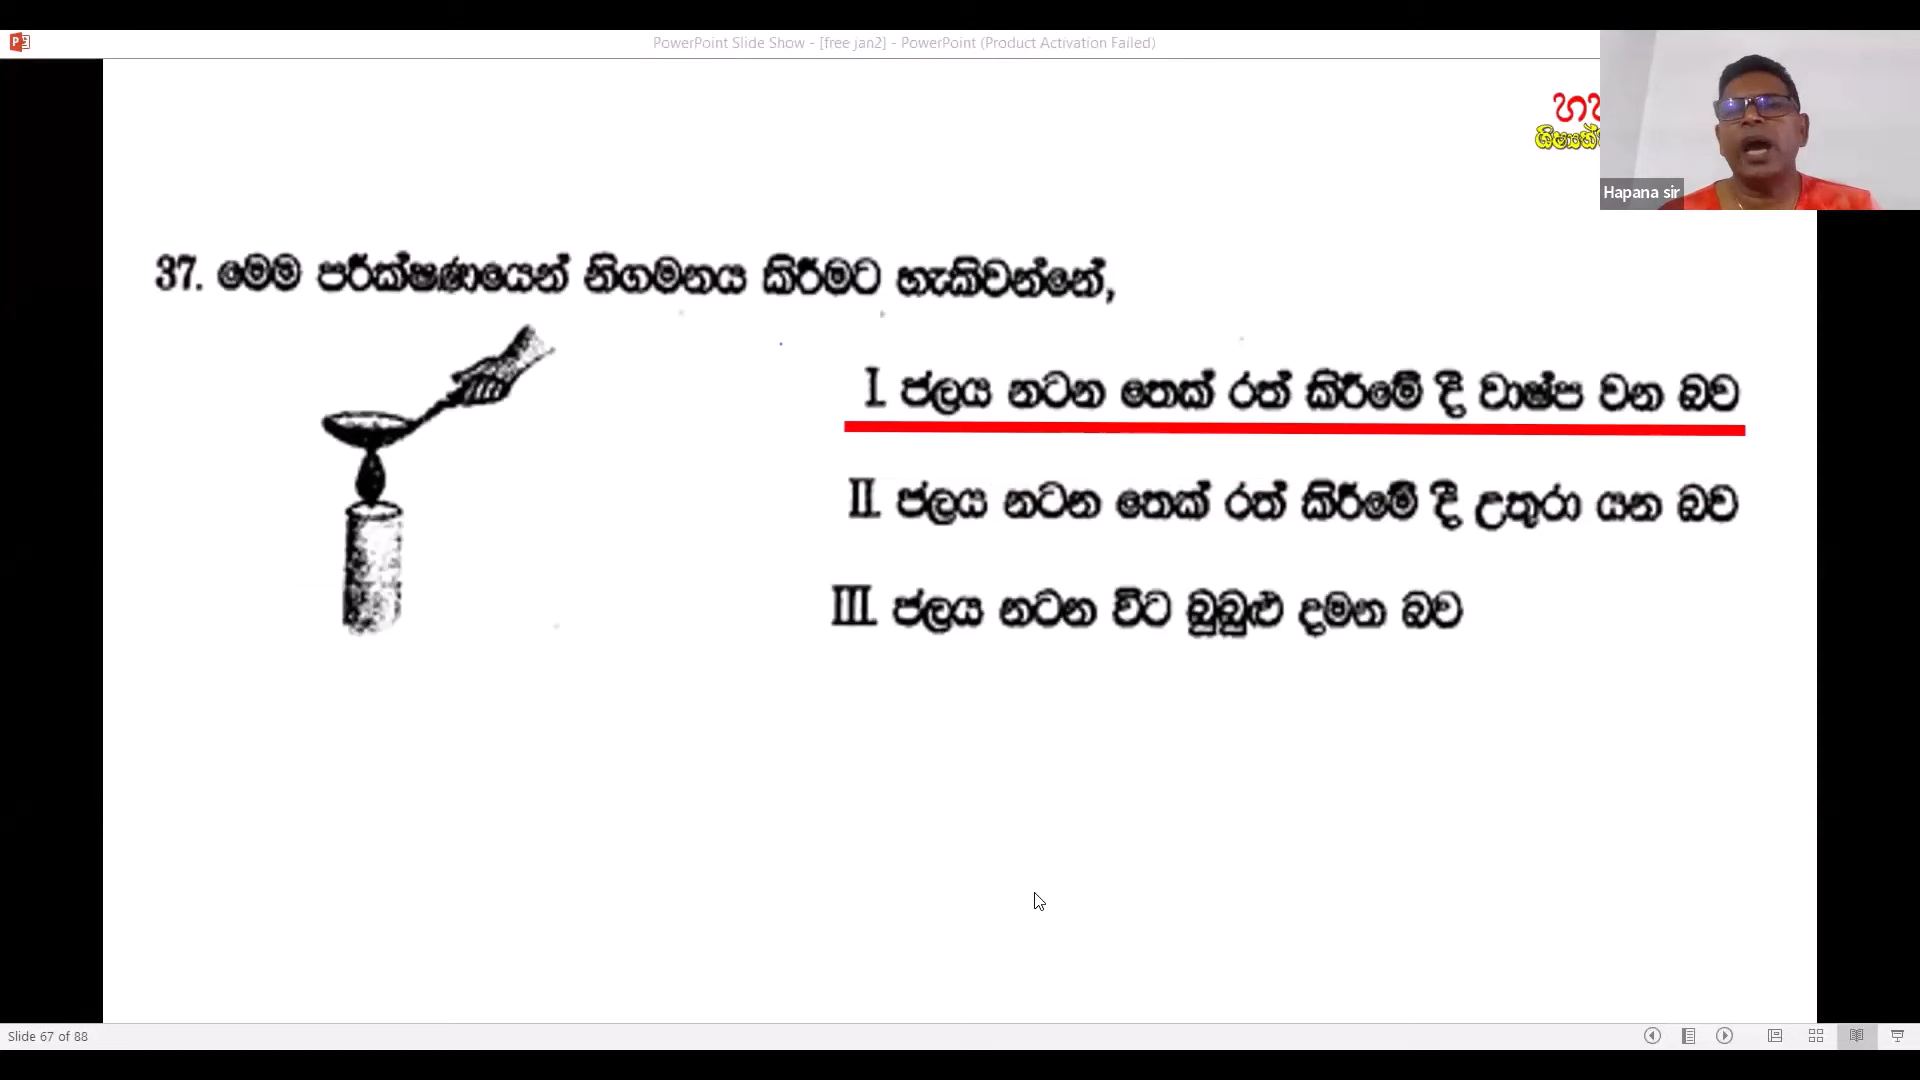 PowerPoint Slide Show - [free jan2] - PowerPoint (Product Activation Failed)
Hapana sir
37. මෙම පරීක්ෂණයෙන් නිගමනය කිරීමට හැකිවන්නේ,
I. ජලය නටන තෙක් රත් කිරීමේ දී වාෂ්ප වන බව
II. ජලය නටන තෙක් රත් කිරීමේ දී උතුරා යන බව
III. ජලය නටන විට බුබුළු දමන බව
Slide 67 of 88